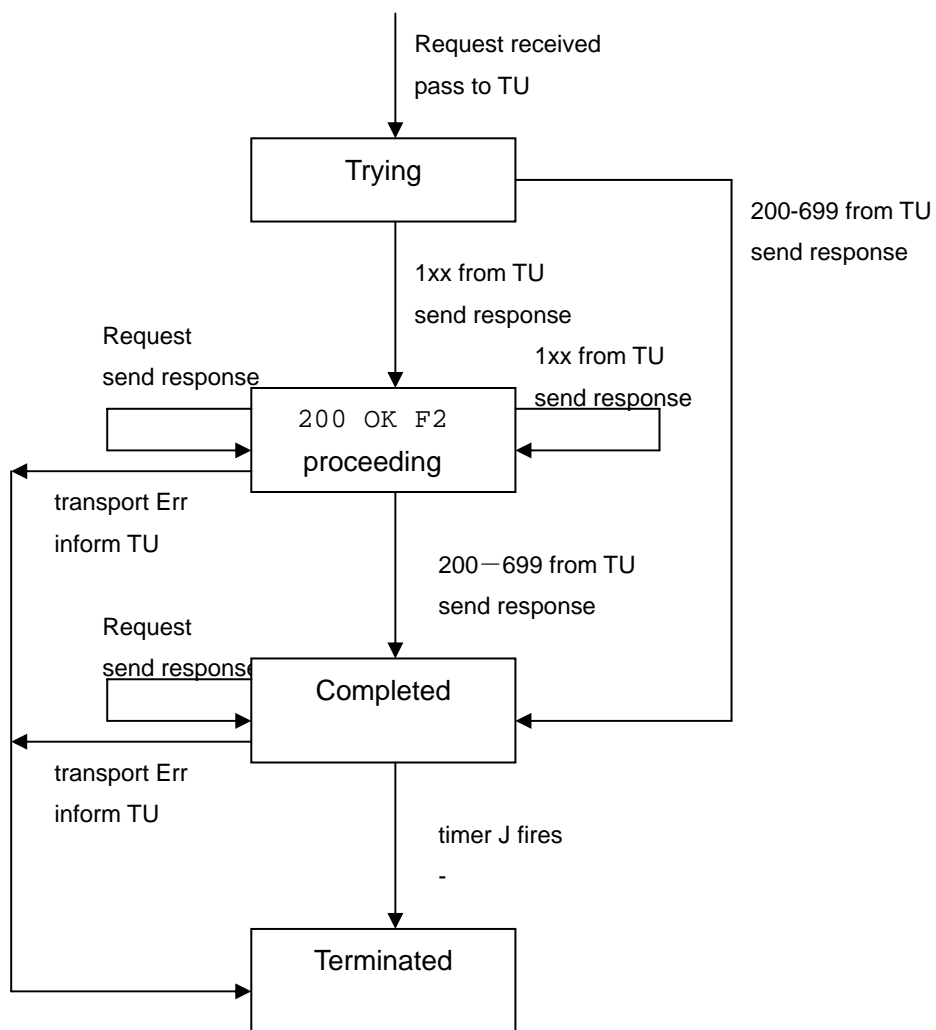 Request received
pass to TU
Trying
200-699 from TU
send response
1xx from TU
send response
Request
send response
1xx from TU
send response
200 OK F2
proceeding
transport Err
inform TU
200－699 from TU
send response
Request
send response
Completed
transport Err
inform TU
timer J fires
-
Terminated